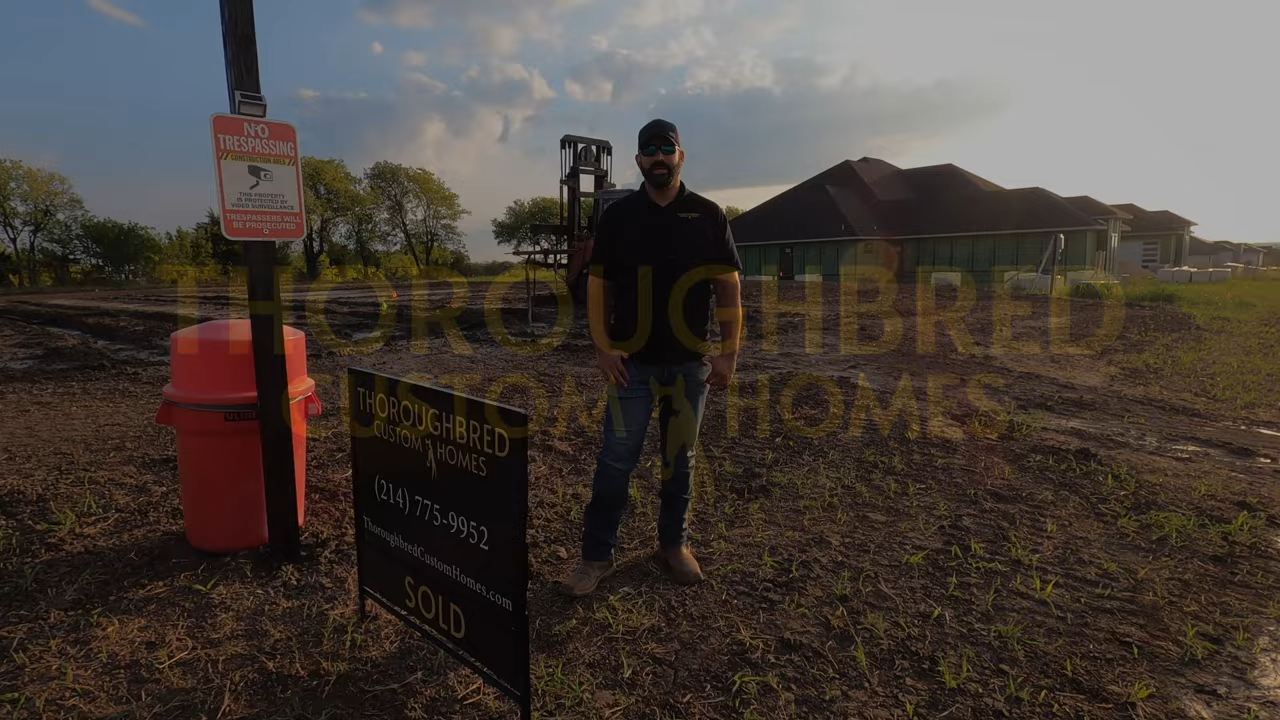 NO
TRESPASSING
CONSTRUCTION AREA
THIS PROPERTY
IS PROTECTED BY
VIDEO SURVEILLANCE
TRESPASSERS WILL
BE PROSECUTED
THOROUGHBRED
CUSTOM HOMES
THOROUGHBRED
CUSTOM HOMES
(214) 775-9952
ThoroughbredCustomHomes.com
SOLD